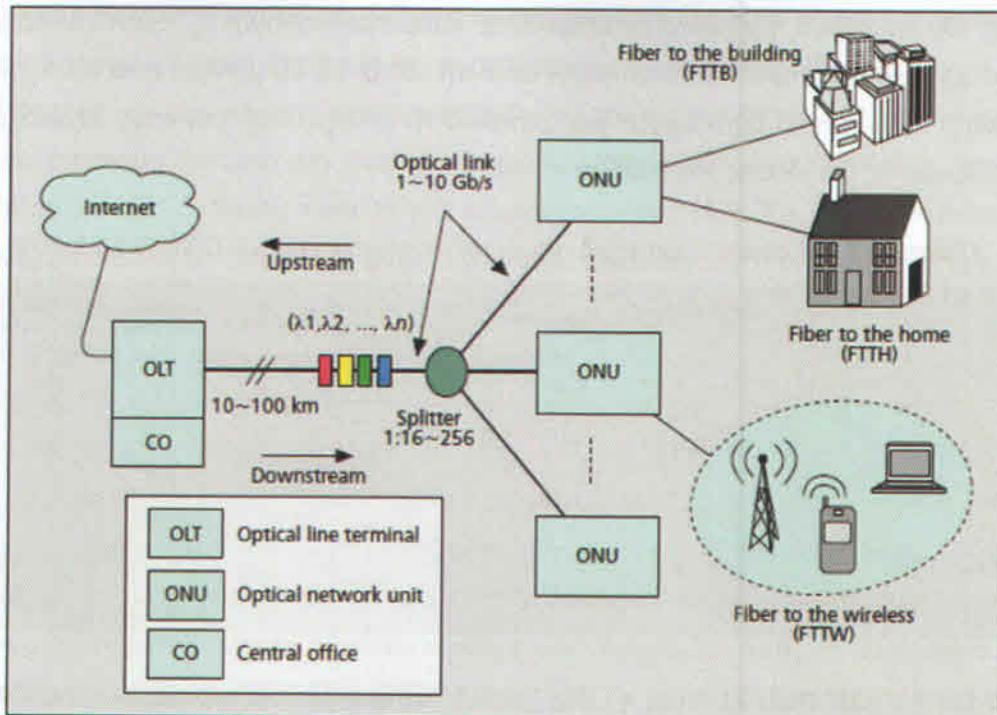 Fiber to the building
(FTTB)
Optical link
1~10 Gb/s
ONU
Internet
Upstream
(λ1,λ2, ..., λn)
Fiber to the home
(FTTH)
OLT
ONU
10~100 km
Splitter
1:16~256
CO
Downstream
OLT Optical line terminal
ONU
ONU Optical network unit
Fiber to the wireless
(FTTW)
CO Central office